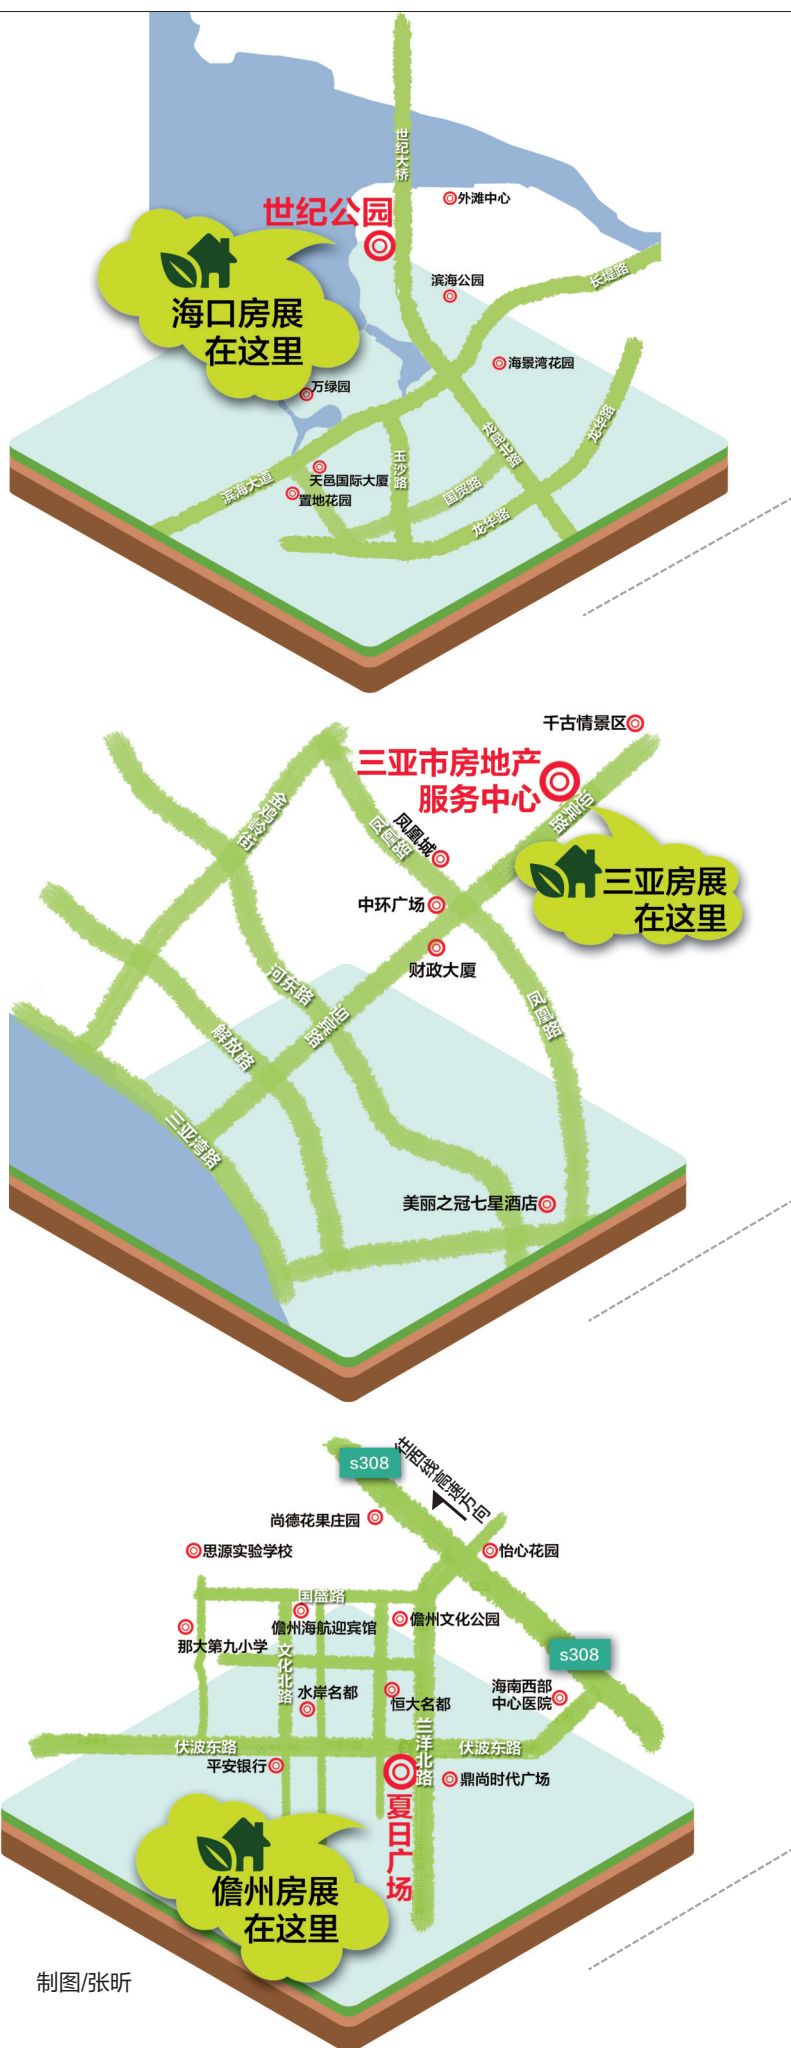 世纪大桥
外滩中心
世纪公园
滨海公园
长堤路
海口房展
在这里
海景湾花园
万绿园
龙华路
龙昆北路
玉沙路
天邑国际大厦
滨海大道
置地花园
国贸路
龙华路
千古情景区
三亚市房地产
服务中心
迎宾路
金鸡岭街
凤凰路
凤凰城
三亚房展
在这里
中环广场
财政大厦
河东路
凤凰路
迎宾路
解放路
三亚湾路
美丽之冠七星酒店
往西线高速方向
s308
尚德花果庄园
思源实验学校
怡心花园
国盛路
儋州海航迎宾馆
儋州文化公园
那大第九小学
文化北路
s308
水岸名都
恒大名都
海南西部
中心医院
兰洋北路
伏波东路
伏波东路
平安银行
鼎尚时代广场
夏日广场
儋州房展
在这里
制图/张昕